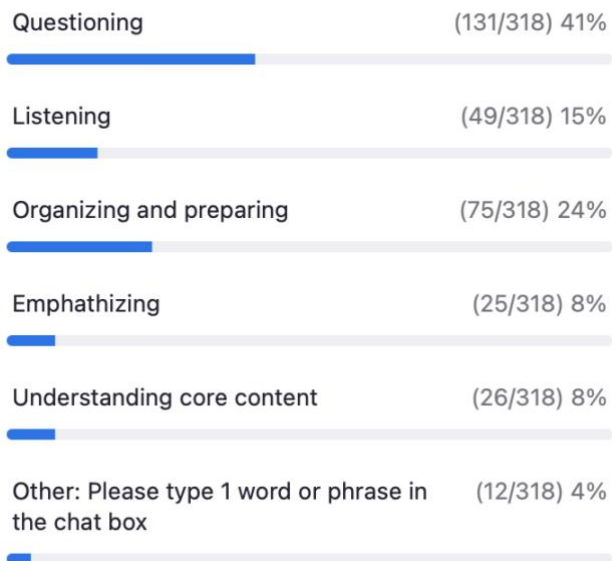 Questioning (131/318) 41%
Listening (49/318) 15%
Organizing and preparing (75/318) 24%
Emphathizing (25/318) 8%
Understanding core content (26/318) 8%
Other: Please type 1 word or phrase in (12/318) 4%
the chat box